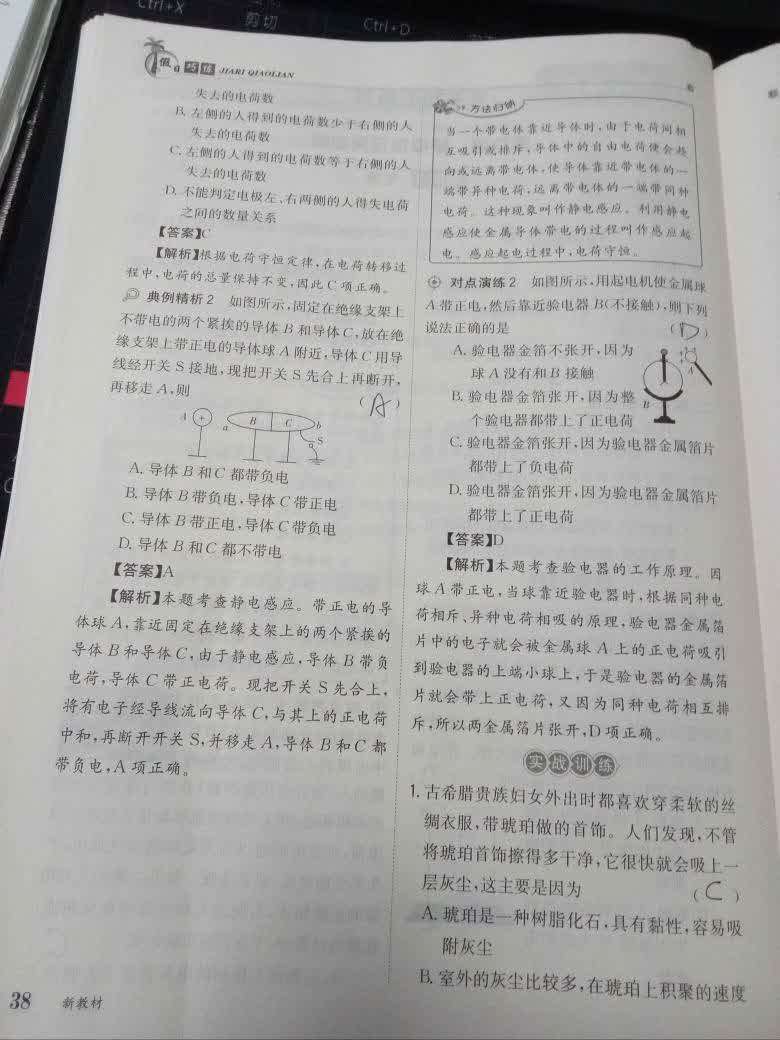 Ctrl+X
剪切
Ctrl+D
假日巧练 JIARI QIAOLIAN
失去的电荷数
B. 左侧的人得到的电荷数少于右侧的人
失去的电荷数
C. 左侧的人得到的电荷数等于右侧的人
失去的电荷数
D. 不能判定电极左、右两侧的人得失电荷
之间的数量关系
【答案】C
【解析】根据电荷守恒定律,在电荷转移过
程中,电荷的总量保持不变,因此C项正确。
典例精析2 如图所示,固定在绝缘支架上
不带电的两个紧挨的导体B和导体C,放在绝
缘支架上带正电的导体球A附近,导体C用导
线经开关S接地,现把开关S先合上再断开,
再移走A,则 (A)
A + a B C b
S
A. 导体B和C都带负电
B. 导体B带负电,导体C带正电
C. 导体B带正电,导体C带负电
D. 导体B和C都不带电
【答案】A
【解析】本题考查静电感应。带正电的导
体球A,靠近固定在绝缘支架上的两个紧挨的
导体B和导体C,由于静电感应,导体B带负
电荷,导体C带正电荷。现把开关S先合上,
将有电子经导线流向导体C,与其上的正电荷
中和,再断开开关S,并移走A,导体B和C都
带负电,A项正确。
38 新教材
方法归纳
当一个带电体靠近导体时,由于电荷间相
互吸引或排斥,导体中的自由电荷便会趋
向或远离带电体,使导体靠近带电体的一
端带异种电荷,远离带电体的一端带同种
电荷。这种现象叫作静电感应。利用静电
感应使金属导体带电的过程叫作感应起
电。感应起电过程中,电荷守恒。
对点演练2 如图所示,用起电机使金属球
A带正电,然后靠近验电器B(不接触),则下列
说法正确的是 (D)
A. 验电器金箔不张开,因为
球A没有和B接触
B. 验电器金箔张开,因为整
个验电器都带上了正电荷
A
B
C. 验电器金箔张开,因为验电器金属箔片
都带上了负电荷
D. 验电器金箔张开,因为验电器金属箔片
都带上了正电荷
【答案】D
【解析】本题考查验电器的工作原理。因
球A带正电,当球靠近验电器时,根据同种电
荷相斥、异种电荷相吸的原理,验电器金属箔
片中的电子就会被金属球A上的正电荷吸引
到验电器的上端小球上,于是验电器的金属箔
片就会带上正电荷,又因为同种电荷相互排
斥,所以两金属箔片张开,D项正确。
实战训练
1. 古希腊贵族妇女外出时都喜欢穿柔软的丝
绸衣服,带琥珀做的首饰。人们发现,不管
将琥珀首饰擦得多干净,它很快就会吸上一
层灰尘,这主要是因为 (C)
A. 琥珀是一种树脂化石,具有黏性,容易吸
附灰尘
B. 室外的灰尘比较多,在琥珀上积聚的速度